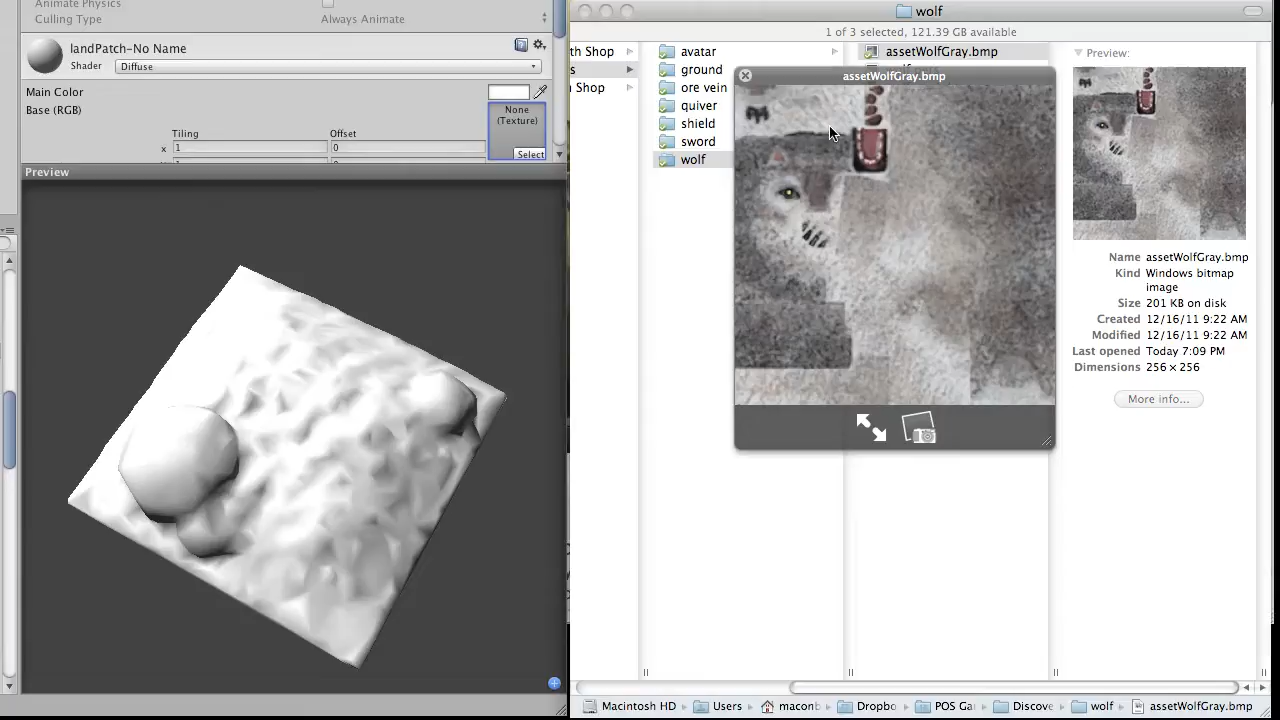 Animate Physics
Culling Type
Always Animate
landPatch-No Name
Shader
Diffuse
Main Color
Base (RGB)
None
(Texture)
Tiling
Offset
x
1
0
Select
Preview
wolf
1 of 3 selected, 121.39 GB available
th Shop
s
n Shop
avatar
ground
ore vein
quiver
shield
sword
wolf
assetWolfGray.bmp
assetWolfGray.bmp
Preview:
Name assetWolfGray.bmp
Kind Windows bitmap
image
Size 201 KB on disk
Created 12/16/11 9:22 AM
Modified 12/16/11 9:22 AM
Last opened Today 7:09 PM
Dimensions 256 × 256
More info...
Macintosh HD
Users
maconb
Dropbo
POS Ga
Discove
wolf
assetWolfGray.bmp